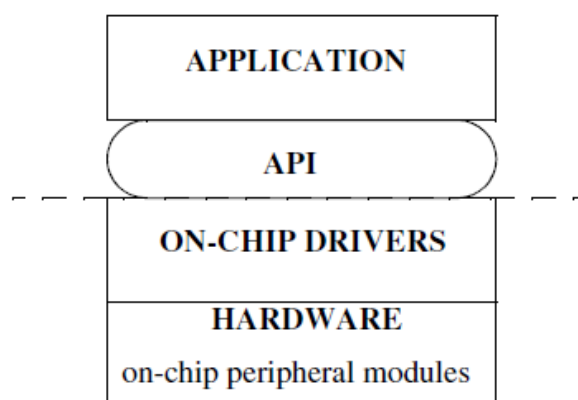 APPLICATION
API
ON-CHIP DRIVERS
HARDWARE
on-chip peripheral modules